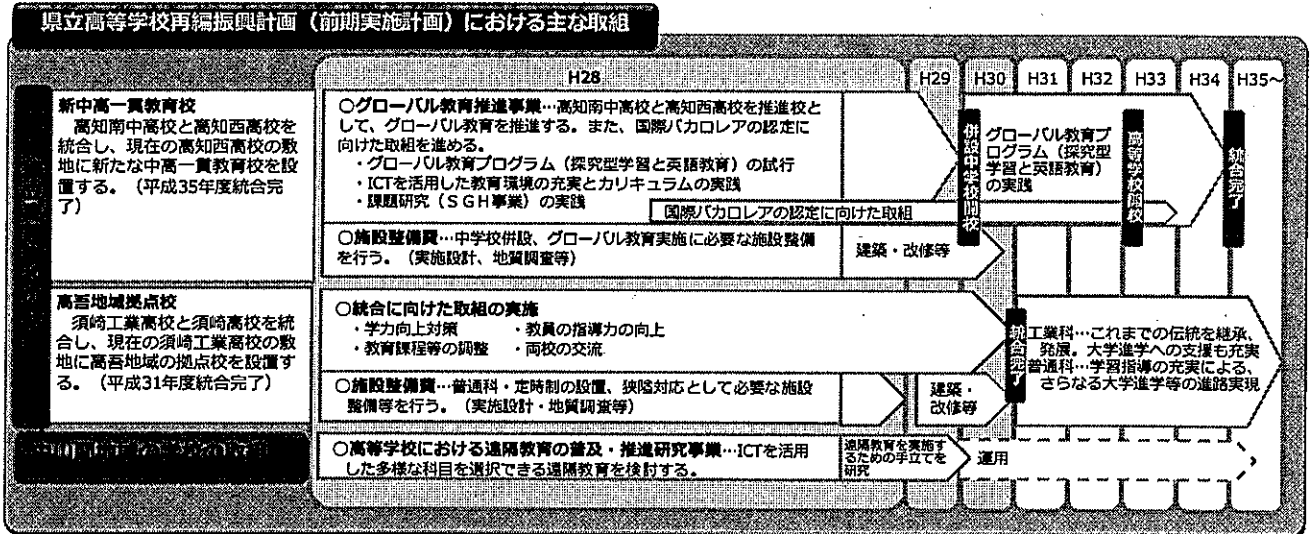 県立高等学校再編振興計画（前期実施計画）における主な取組
H28
H29
H30
H31
H32
H33
H34
H35～
新中高一貫教育校
高知南中高校と高知西高校を
統合し、現在の高知西高校の敷
地に新たな中高一貫教育校を設
置する。（平成35年度統合完
了）
○グローバル教育推進事業…高知南中高校と高知西高校を推進校と
して、グローバル教育を推進する。また、国際バカロレアの認定に
向けた取組を進める。
・グローバル教育プログラム（探究型学習と英語教育）の試行
・ICTを活用した教育環境の充実とカリキュラムの実践
・課題研究（ＳＧＨ事業）の実践
国際バカロレアの認定に向けた取組
併設中学校開校
グローバル教育プ
ログラム（探究型
学習と英語教育）
の実践
高等学校開校
統合完了
○施設整備費…中学校併設、グローバル教育実施に必要な施設整備
を行う。（実施設計、地質調査等）
建築・改修等
高吾地域拠点校
須崎工業高校と須崎高校を統
合し、現在の須崎工業高校の敷
地に高吾地域の拠点校を設置す
る。（平成31年度統合完了）
○統合に向けた取組の実施
・学力向上対策　・教員の指導力の向上
・教育課程等の調整　・両校の交流
統合完了
工業科…これまでの伝統を継承、
発展。大学進学への支援も充実
普通科…学習指導の充実による、
さらなる大学進学等の進路実現
○施設整備費…普通科・定時制の設置、狭隘対応として必要な施設
整備等を行う。（実施設計・地質調査等）
建築・
改修等
○高等学校における遠隔教育の普及・推進研究事業…ICTを活用
した多様な科目を選択できる遠隔教育を検討する。
遠隔教育を実施す
るための手立てを
研究
運用